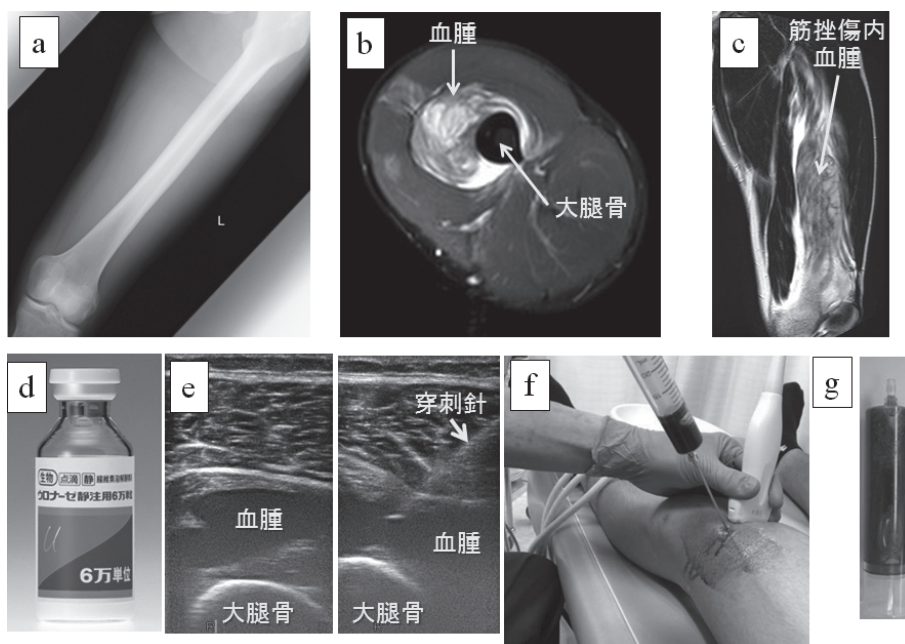 a
L
b
血腫
大腿骨
c
筋挫傷内
血腫
d
生物 点滴 静
ウロナーゼ静注用6万単位
6万単位
e
血腫
大腿骨
穿刺針
血腫
大腿骨
f
g